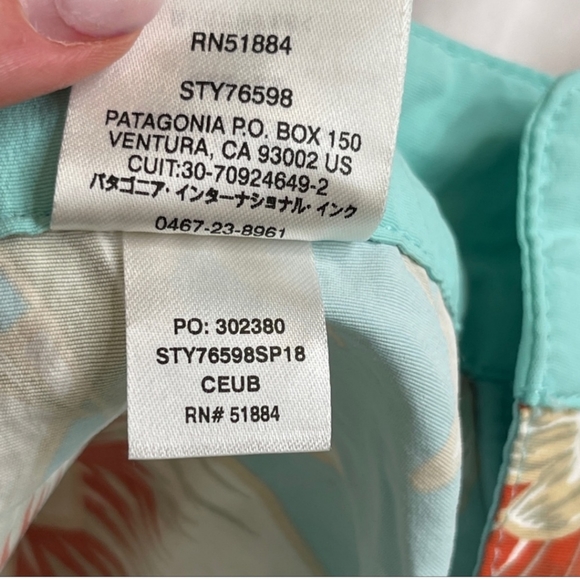 RN51884
STY76598
PATAGONIA P.O. BOX 150
VENTURA, CA 93002 US
CUIT:30-70924649-2
パタゴニア・インターナショナル・インク
0467-23-8961
PO: 302380
STY76598SP18
CEUB
RN# 51884